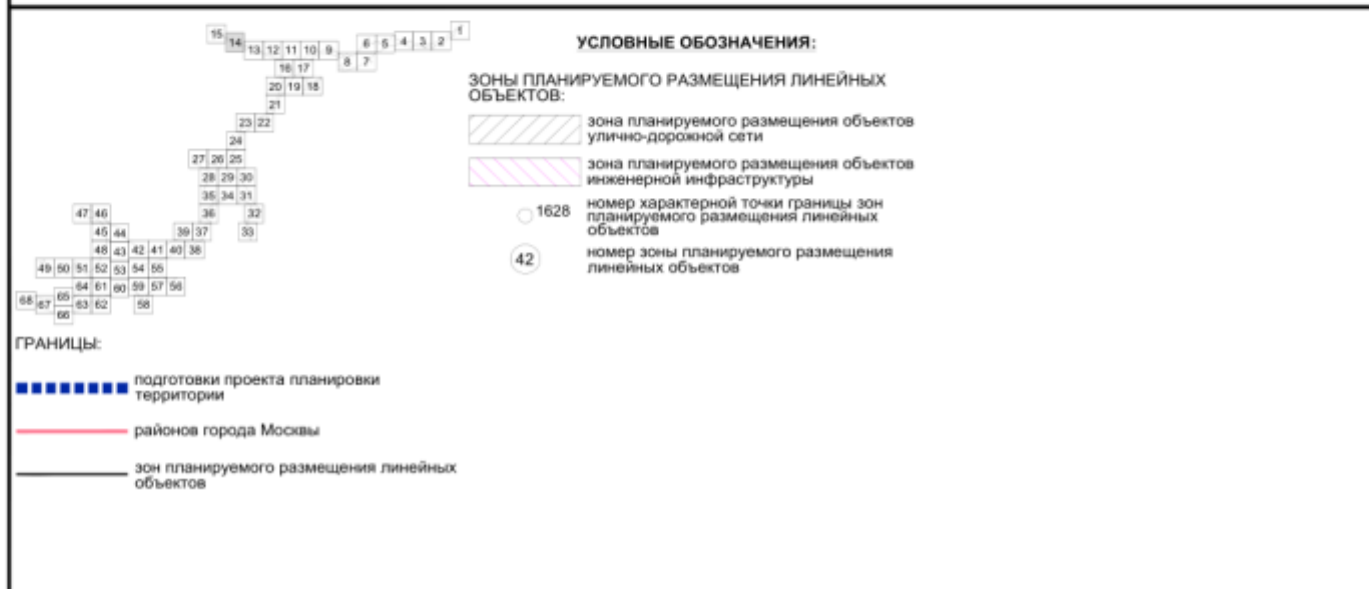 1
15
14
13 12 11 10 9
6 5 4 3 2
8 7
16 17
20 19 18
21
23 22
24
27 26 25
28 29 30
35 34 31
36 32
39 37 33
47 46
45 44
48 43 42 41 40 38
49 50 51 52 53 54 55
64 61 60 59 57 56
68 67 65 63 62 58
66
УСЛОВНЫЕ ОБОЗНАЧЕНИЯ:
ЗОНЫ ПЛАНИРУЕМОГО РАЗМЕЩЕНИЯ ЛИНЕЙНЫХ
ОБЪЕКТОВ:
зона планируемого размещения объектов
улично-дорожной сети
зона планируемого размещения объектов
инженерной инфраструктуры
1628
номер характерной точки границы зон
планируемого размещения линейных
объектов
42
номер зоны планируемого размещения
линейных объектов
ГРАНИЦЫ:
подготовки проекта планировки
территории
районов города Москвы
зон планируемого размещения линейных
объектов